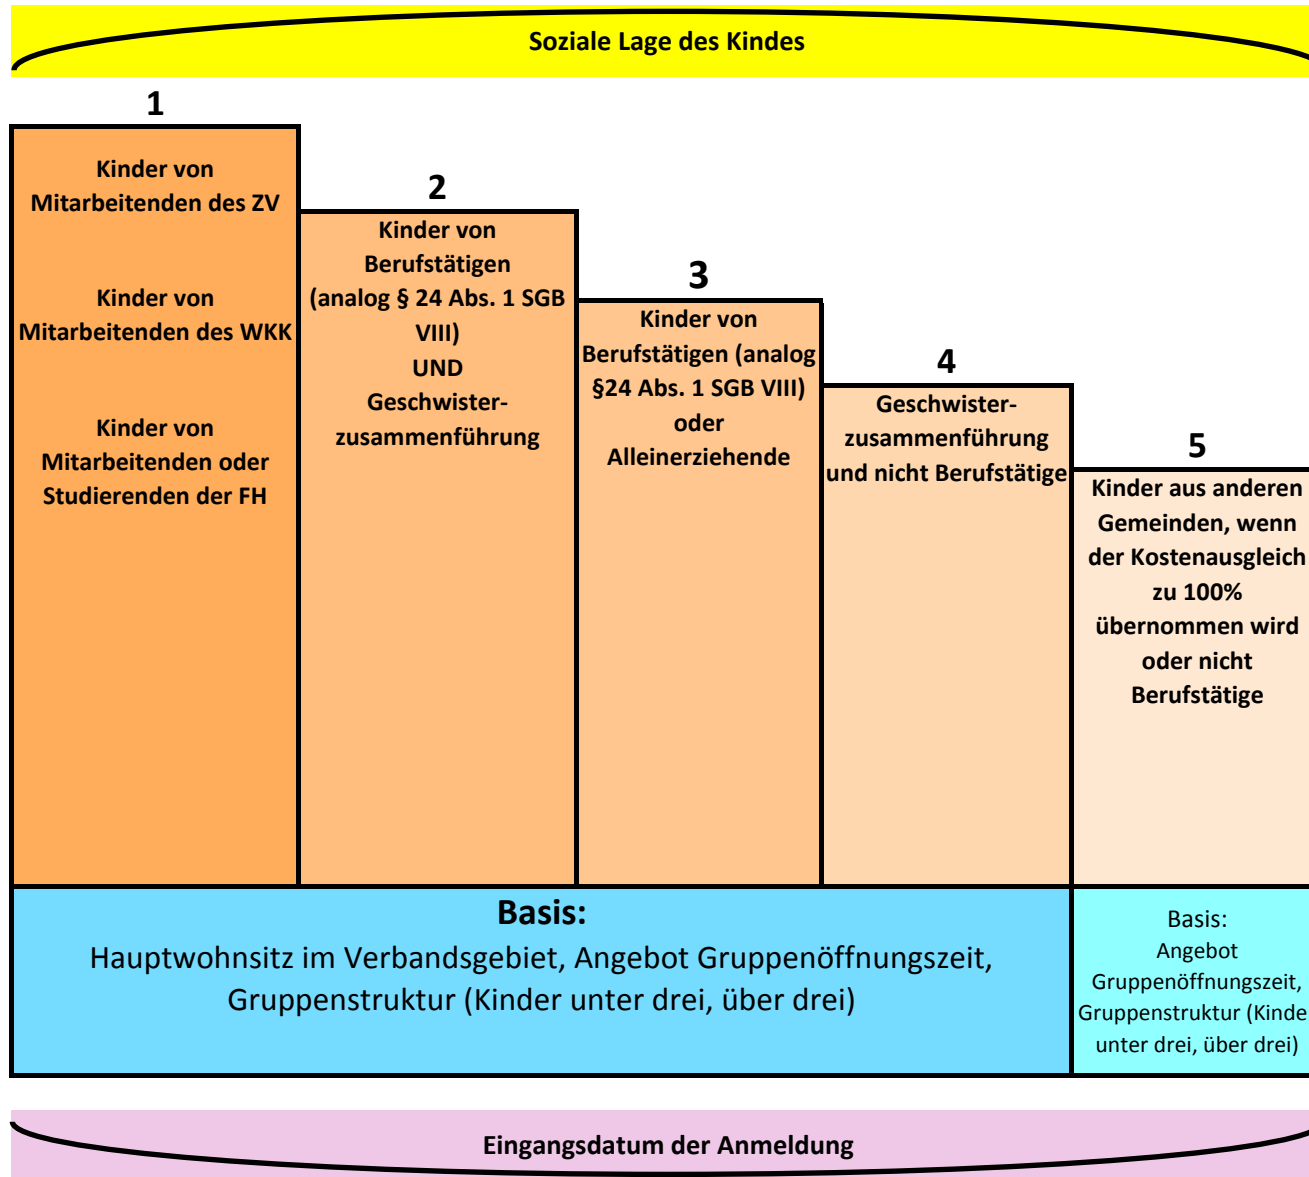 Soziale Lage des Kindes
1
Kinder von
Mitarbeitenden des ZV
Kinder von
Mitarbeitenden des WKK
Kinder von
Mitarbeitenden oder
Studierenden der FH
2
Kinder von
Berufstätigen
(analog § 24 Abs. 1 SGB
VIII)
UND
Geschwister-
zusammenführung
3
Kinder von
Berufstätigen (analog
§24 Abs. 1 SGB VIII)
oder
Alleinerziehende
4
Geschwister-
zusammenführung
und nicht Berufstätige
5
Kinder aus anderen
Gemeinden, wenn
der Kostenausgleich
zu 100%
übernommen wird
oder nicht
Berufstätige
Basis:
Hauptwohnsitz im Verbandsgebiet, Angebot Gruppenöffnungszeit,
Gruppenstruktur (Kinder unter drei, über drei)
Basis:
Angebot
Gruppenöffnungszeit,
Gruppenstruktur (Kinde
unter drei, über drei)
Eingangsdatum der Anmeldung